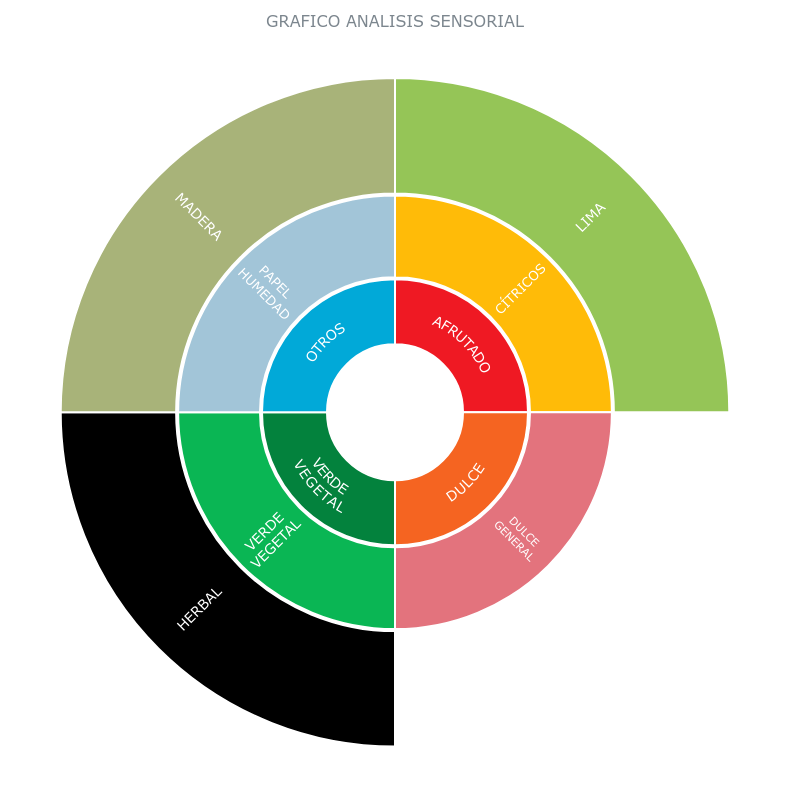 GRAFICO ANALISIS SENSORIAL
MADERA
LIMA
PAPEL
HUMEDAD
CÍTRICOS
OTROS
AFRUTADO
VERDE
VEGETAL
DULCE
VERDE
VEGETAL
DULCE
GENERAL
HERBAL